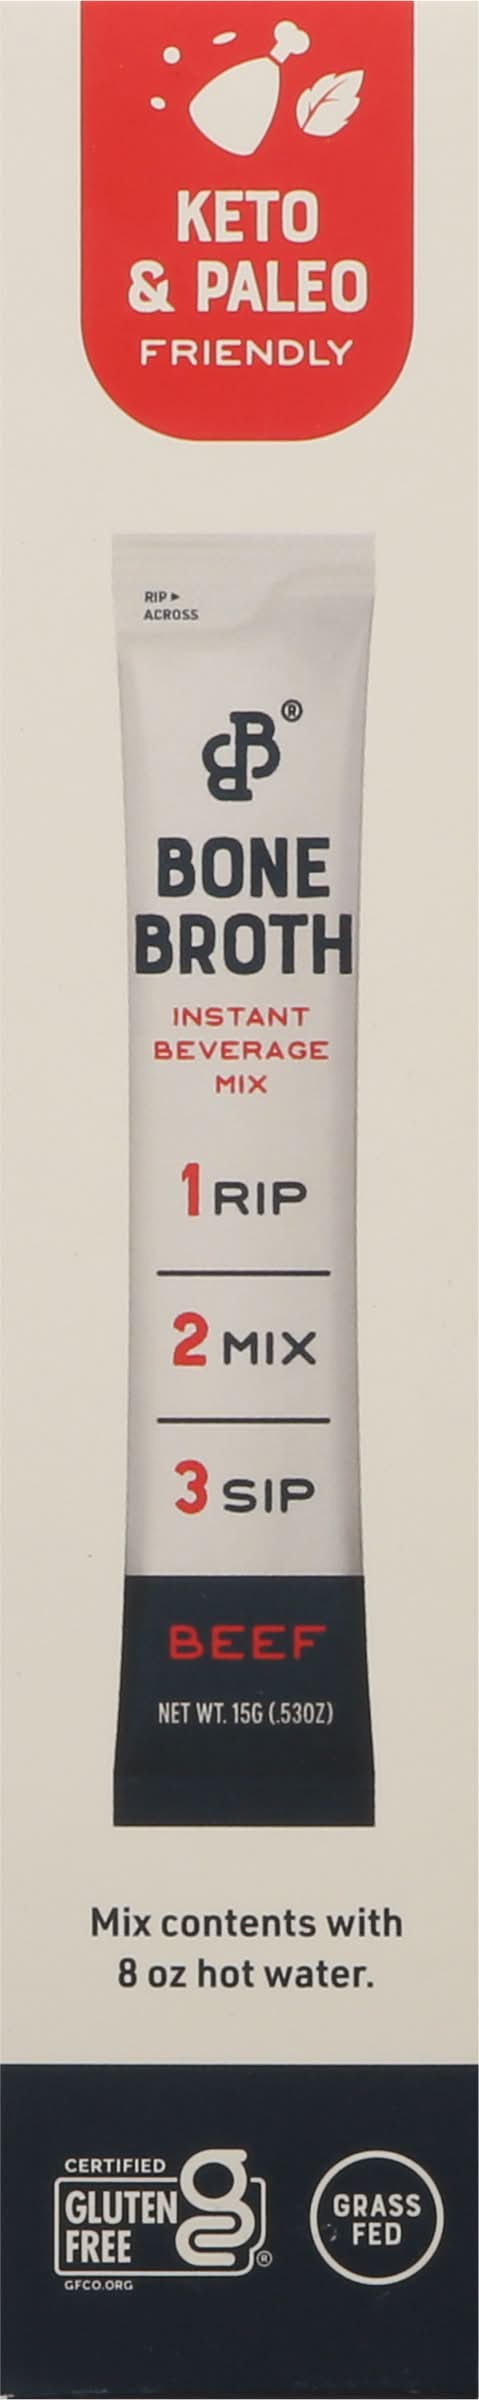 KETO
& PALEO
FRIENDLY
RIP ▶
ACROSS
BB®
BONE
BROTH
INSTANT
BEVERAGE
MIX
1 RIP
2 MIX
3 SIP
BEEF
NET WT. 15G (.53OZ)
Mix contents with
8 oz hot water.
CERTIFIED
GLUTEN
FREE
g
®
GFCO.ORG
GRASS
FED